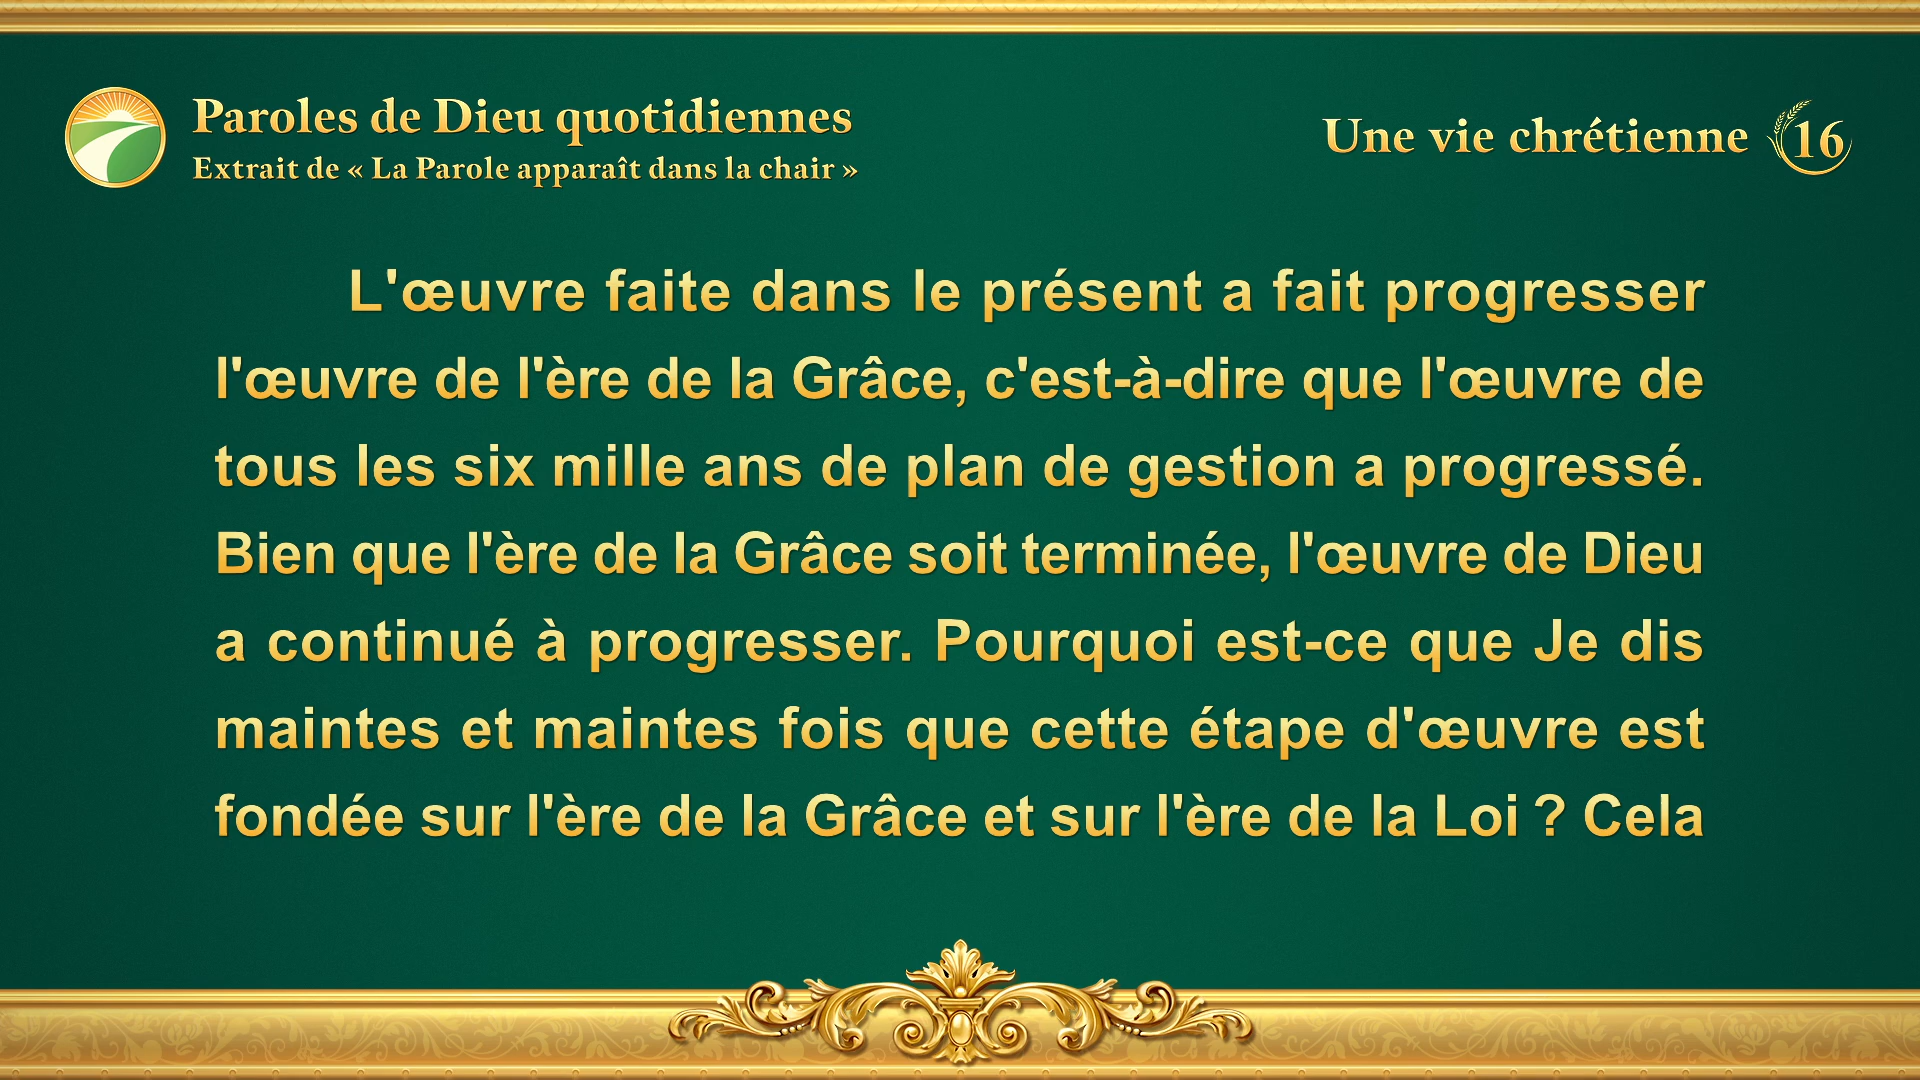 Paroles de Dieu quotidiennes
Extrait de « La Parole apparaît dans la chair »
Une vie chrétienne 16
L'œuvre faite dans le présent a fait progresser
l'œuvre de l'ère de la Grâce, c'est-à-dire que l'œuvre de
tous les six mille ans de plan de gestion a progressé.
Bien que l'ère de la Grâce soit terminée, l'œuvre de Dieu
a continué à progresser. Pourquoi est-ce que Je dis
maintes et maintes fois que cette étape d'œuvre est
fondée sur l'ère de la Grâce et sur l'ère de la Loi ? Cela